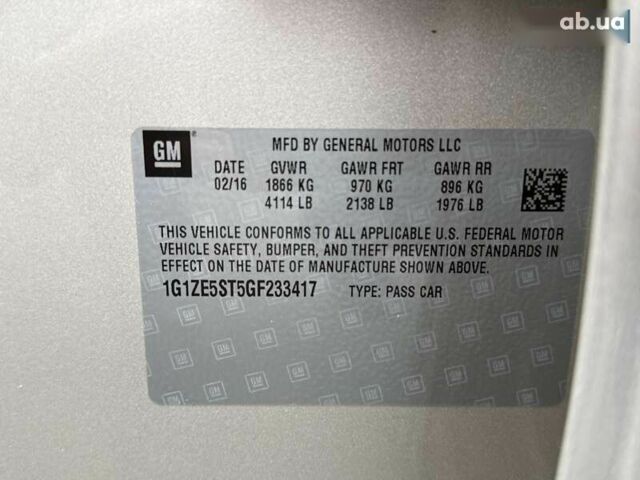 ab.ua
GM
MFD BY GENERAL MOTORS LLC
DATE GVWR GAWR FRT GAWR RR
02/16 1866 KG 970 KG 896 KG
4114 LB 2138 LB 1976 LB
THIS VEHICLE CONFORMS TO ALL APPLICABLE U.S. FEDERAL MOTOR
VEHICLE SAFETY, BUMPER, AND THEFT PREVENTION STANDARDS IN
EFFECT ON THE DATE OF MANUFACTURE SHOWN ABOVE.
1G1ZE5ST5GF233417 TYPE: PASS CAR